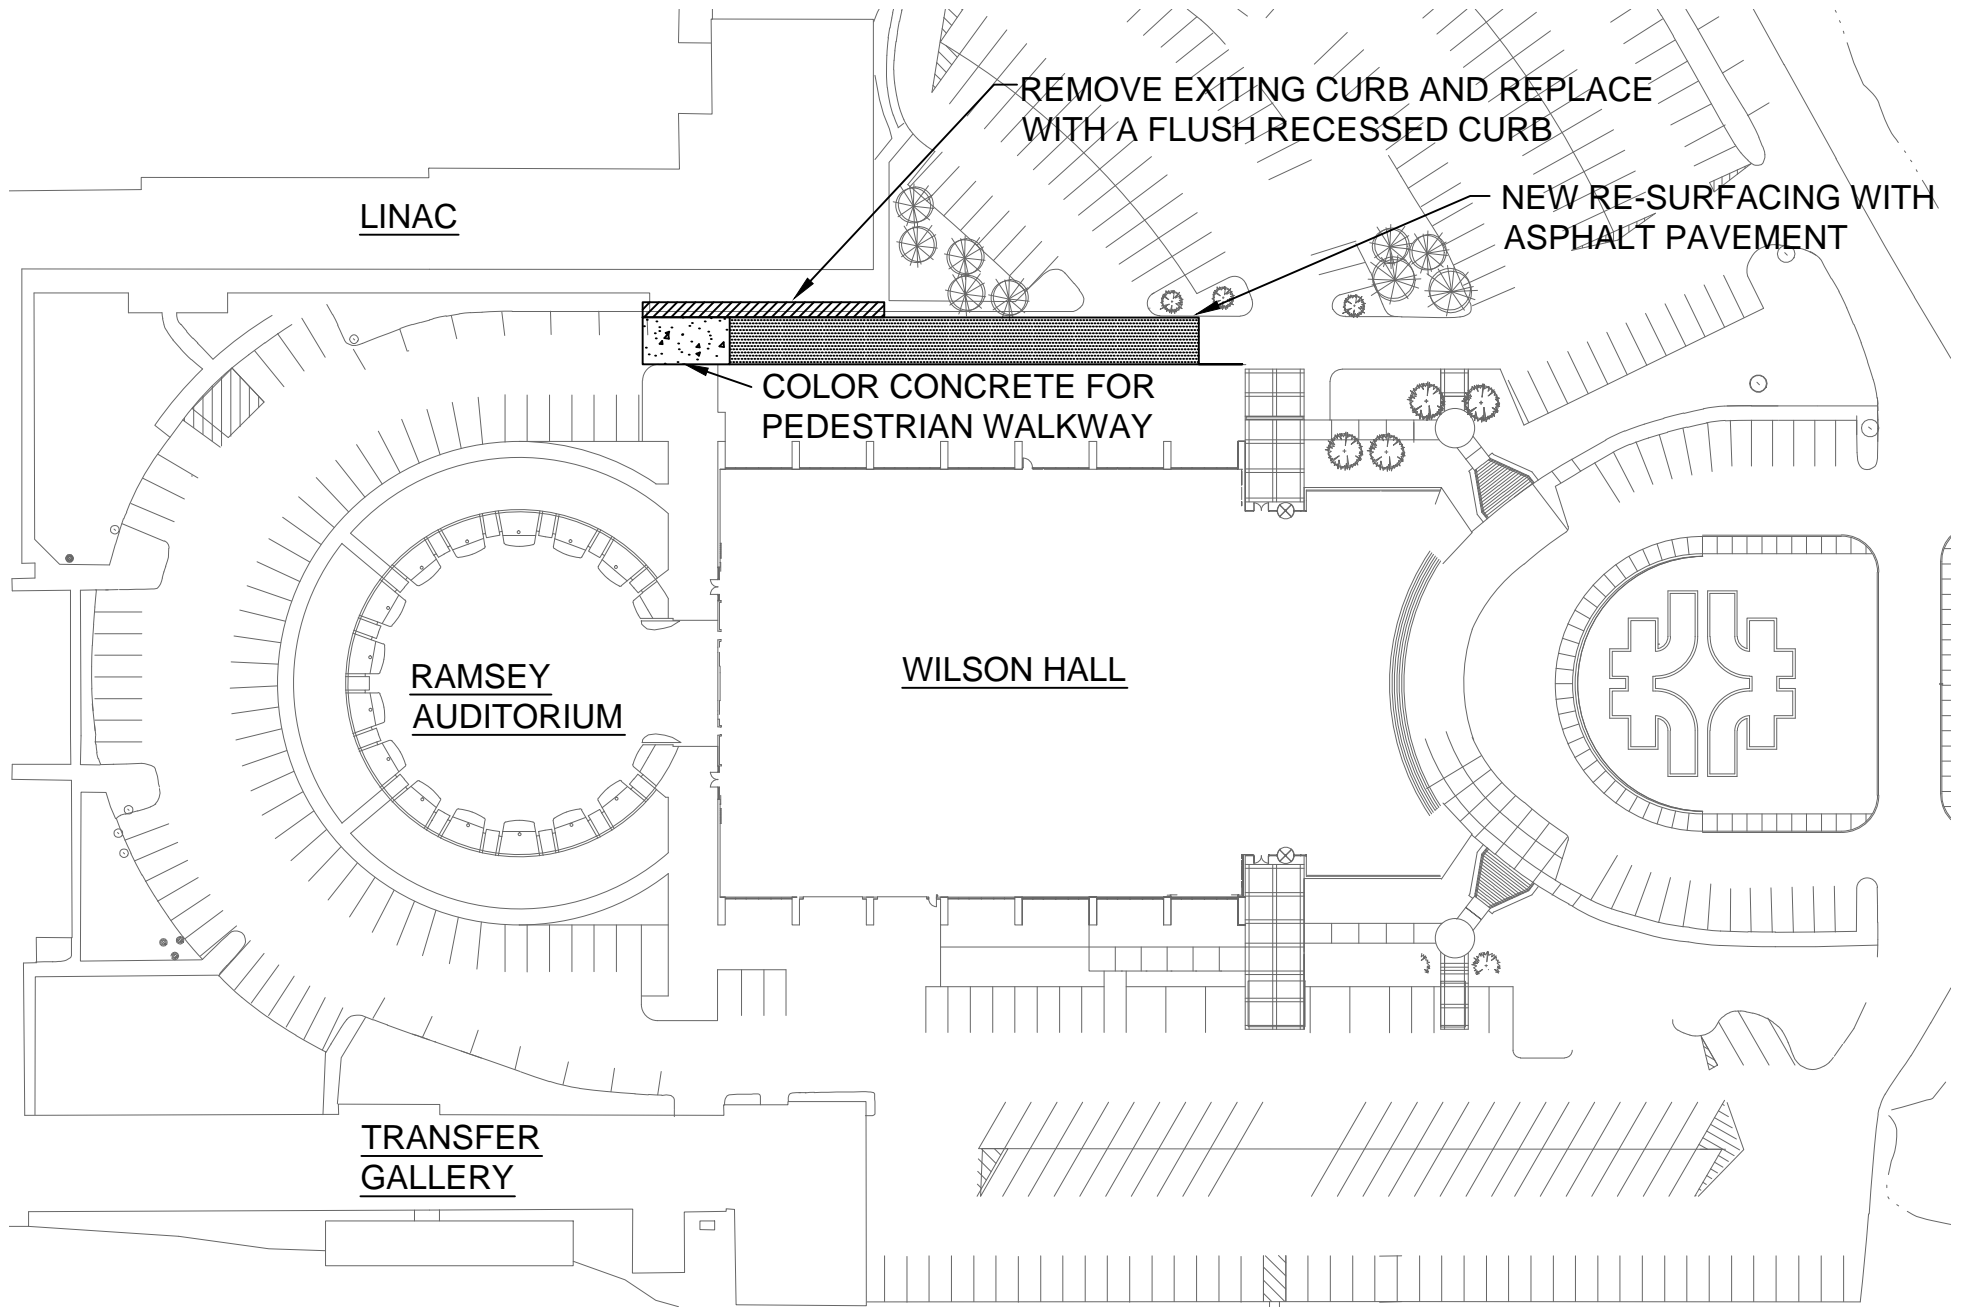 REMOVE EXITING CURB AND REPLACE
WITH A FLUSH RECESSED CURB
NEW RE-SURFACING WITH
ASPHALT PAVEMENT
LINAC
COLOR CONCRETE FOR
PEDESTRIAN WALKWAY
RAMSEY
AUDITORIUM
WILSON HALL
TRANSFER
GALLERY